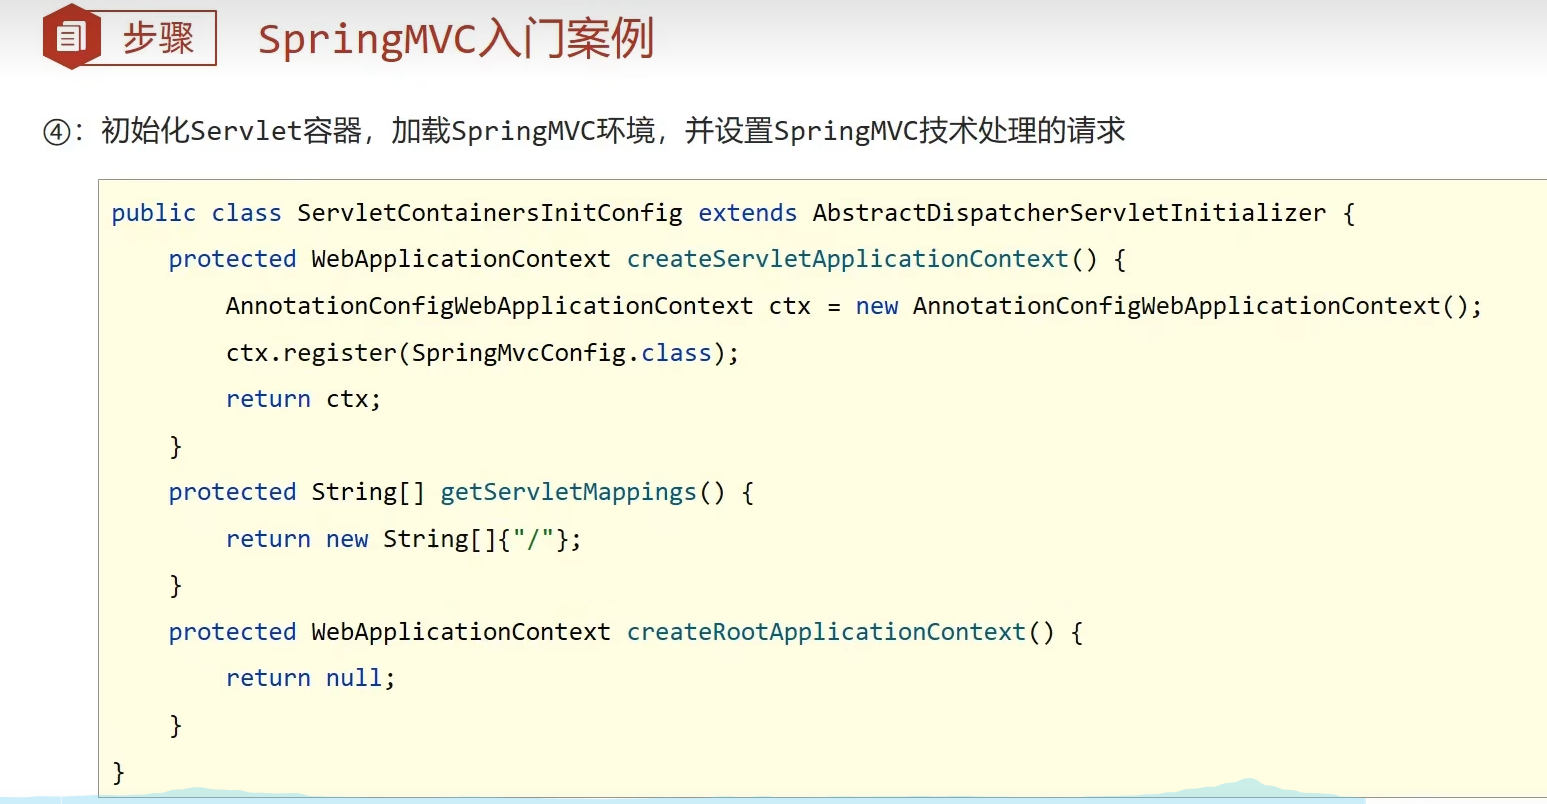 步骤 SpringMVC入门案例
④：初始化Servlet容器，加载SpringMVC环境，并设置SpringMVC技术处理的请求
public class ServletContainersInitConfig extends AbstractDispatcherServletInitializer {
    protected WebApplicationContext createServletApplicationContext() {
        AnnotationConfigWebApplicationContext ctx = new AnnotationConfigWebApplicationContext();
        ctx.register(SpringMvcConfig.class);
        return ctx;
    }
    protected String[] getServletMappings() {
        return new String[]{"/"};
    }
    protected WebApplicationContext createRootApplicationContext() {
        return null;
    }
}